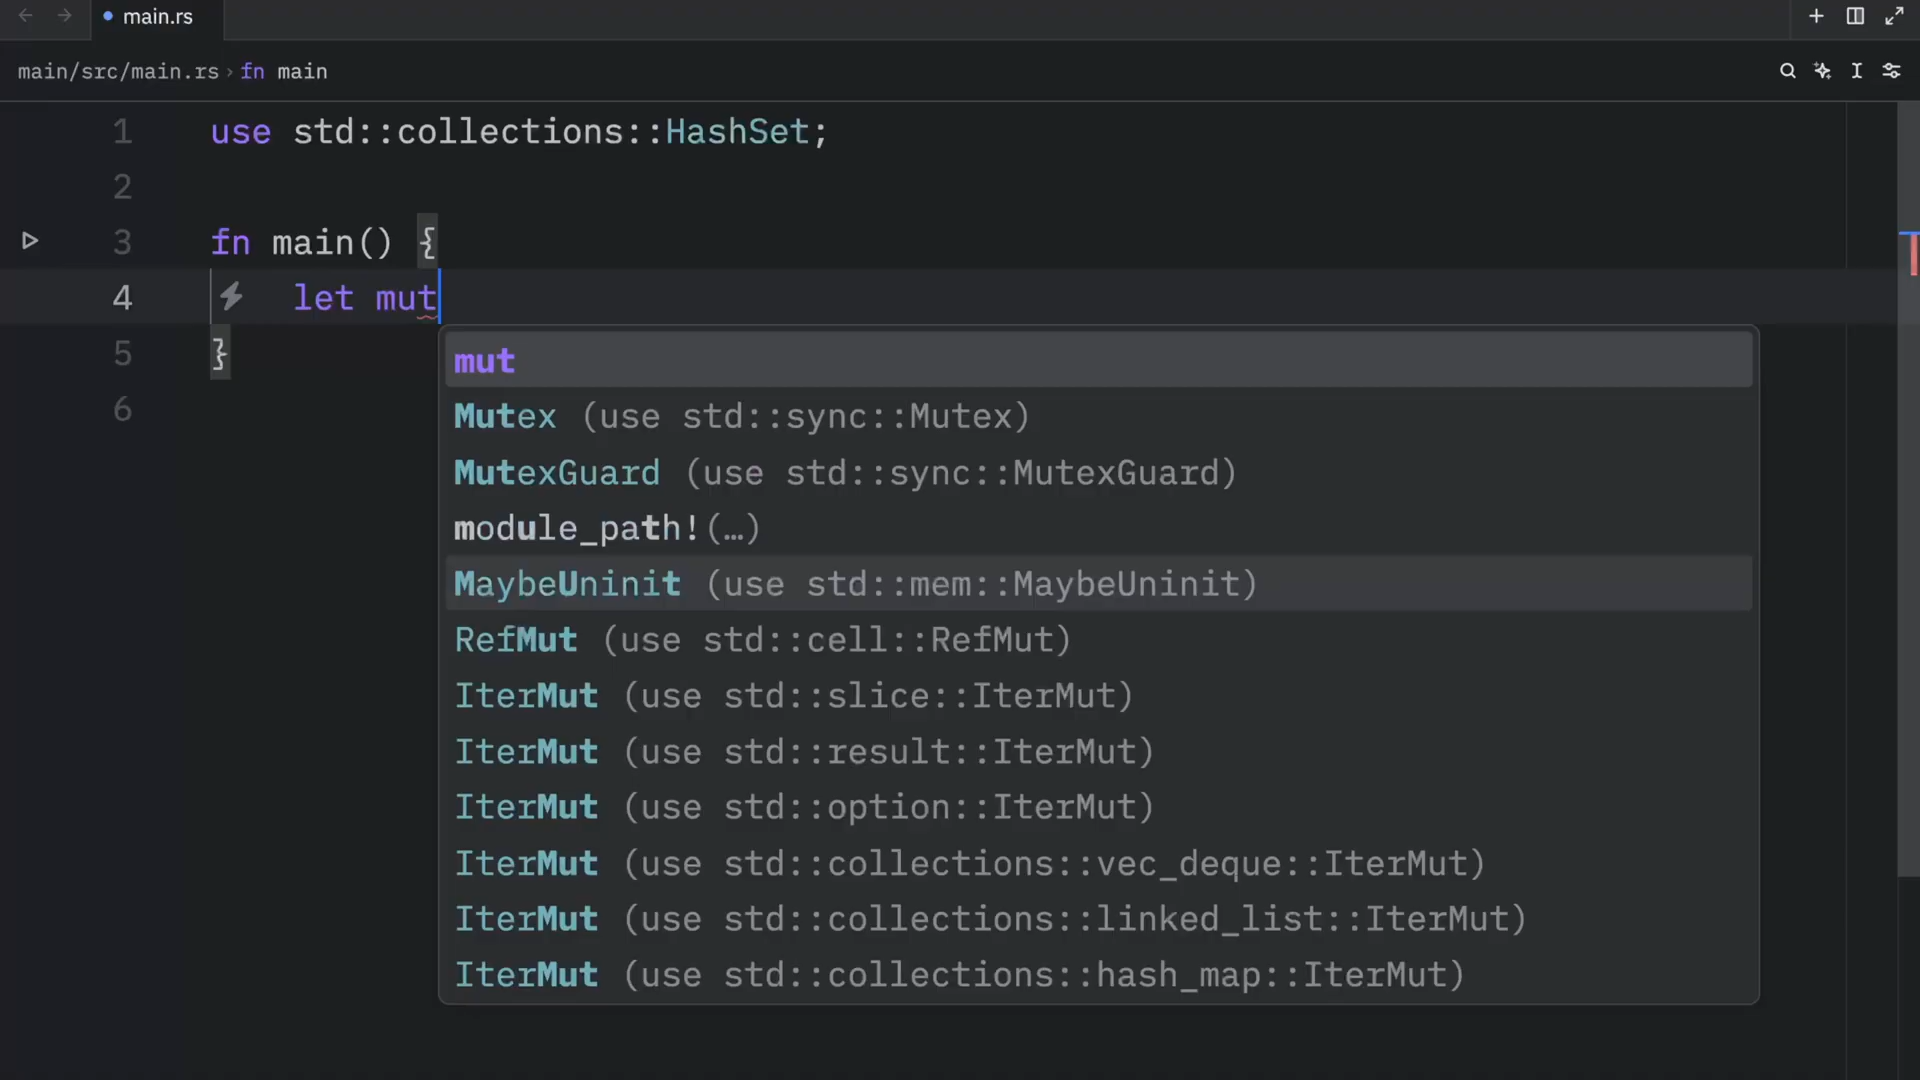 main.rs
main/src/main.rs › fn main
1 use std::collections::HashSet;
2
3 fn main() {
4 let mut
5 }
6
mut
Mutex (use std::sync::Mutex)
MutexGuard (use std::sync::MutexGuard)
module_path!(…)
MaybeUninit (use std::mem::MaybeUninit)
RefMut (use std::cell::RefMut)
IterMut (use std::slice::IterMut)
IterMut (use std::result::IterMut)
IterMut (use std::option::IterMut)
IterMut (use std::collections::vec_deque::IterMut)
IterMut (use std::collections::linked_list::IterMut)
IterMut (use std::collections::hash_map::IterMut)